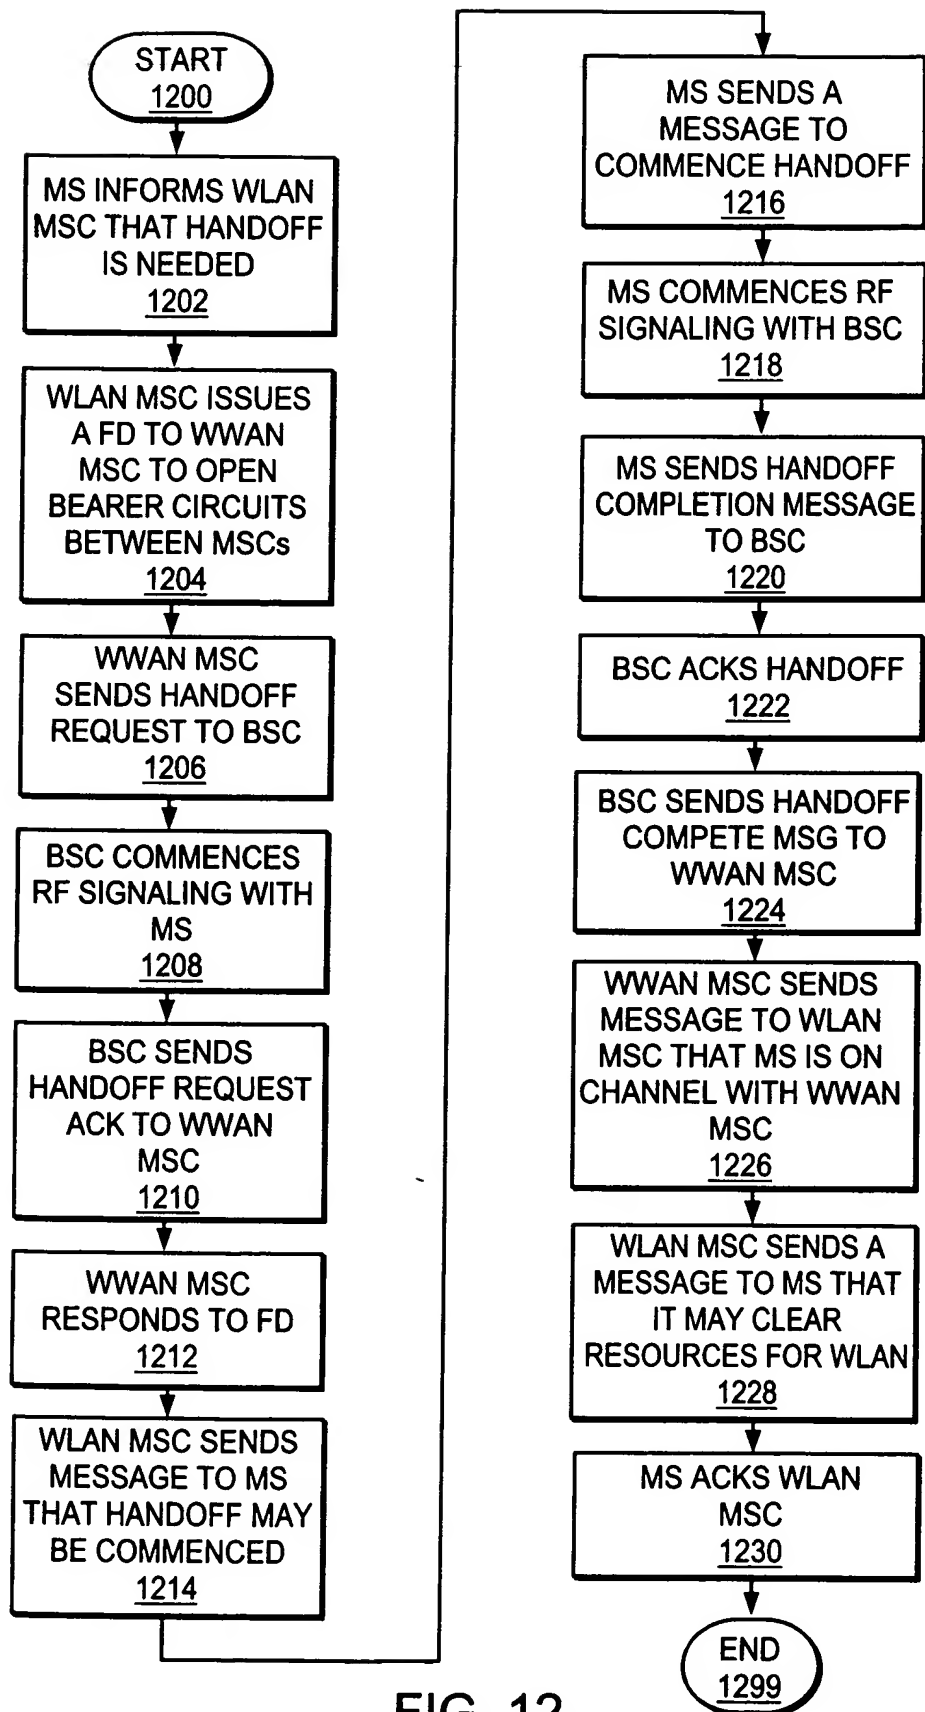 START
1200
MS INFORMS WLAN
MSC THAT HANDOFF
IS NEEDED
1202
WLAN MSC ISSUES
A FD TO WWAN
MSC TO OPEN
BEARER CIRCUITS
BETWEEN MSCs
1204
WWAN MSC
SENDS HANDOFF
REQUEST TO BSC
1206
BSC COMMENCES
RF SIGNALING WITH
MS
1208
BSC SENDS
HANDOFF REQUEST
ACK TO WWAN
MSC
1210
WWAN MSC
RESPONDS TO FD
1212
WLAN MSC SENDS
MESSAGE TO MS
THAT HANDOFF MAY
BE COMMENCED
1214
MS SENDS A
MESSAGE TO
COMMENCE HANDOFF
1216
MS COMMENCES RF
SIGNALING WITH BSC
1218
MS SENDS HANDOFF
COMPLETION MESSAGE
TO BSC
1220
BSC ACKS HANDOFF
1222
BSC SENDS HANDOFF
COMPETE MSG TO
WWAN MSC
1224
WWAN MSC SENDS
MESSAGE TO WLAN
MSC THAT MS IS ON
CHANNEL WITH WWAN
MSC
1226
WLAN MSC SENDS A
MESSAGE TO MS THAT
IT MAY CLEAR
RESOURCES FOR WLAN
1228
MS ACKS WLAN
MSC
1230
END
1299
FIG. 12